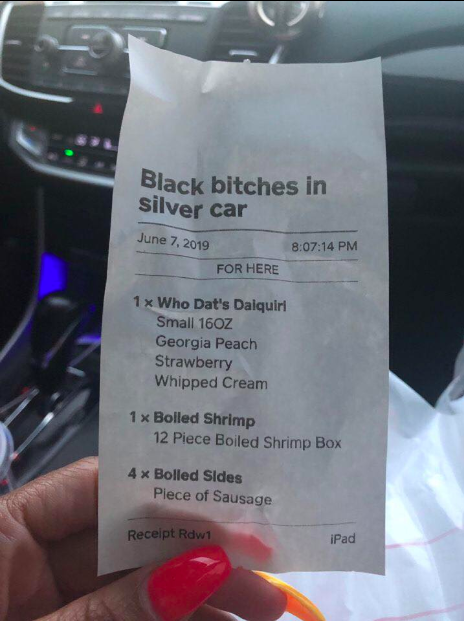 Black bitches in
silver car
June 7, 2019 8:07:14 PM
FOR HERE
1 x Who Dat's Daiquiri
Small 16OZ
Georgia Peach
Strawberry
Whipped Cream
1 x Boiled Shrimp
12 Piece Boiled Shrimp Box
4 x Boiled Sides
Piece of Sausage
Receipt Rdw1 iPad